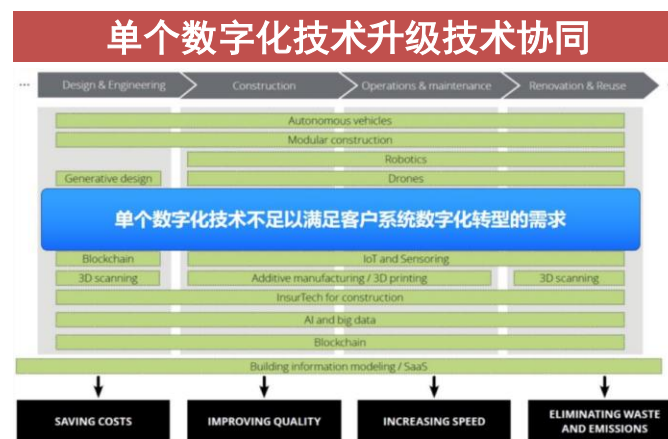 单个数字化技术升级技术协同
... Design & Engineering Construction Operations & maintenance Renovation & Reuse
Autonomous vehicles
Modular construction
Robotics
Generative design Drones
单个数字化技术不足以满足客户系统数字化转型的需求
Blockchain IoT and Sensoring
3D scanning Additive manufacturing / 3D printing 3D scanning
InsurTech for construction
AI and big data
Blockchain
Building information modeling / SaaS
SAVING COSTS IMPROVING QUALITY INCREASING SPEED ELIMINATING WASTE
AND EMISSIONS